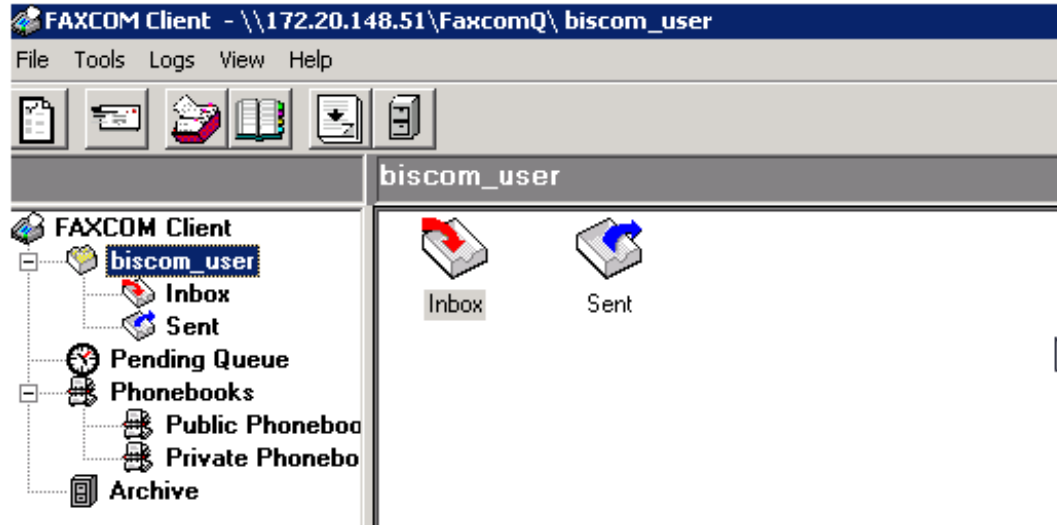 FAXCOM Client - \\172.20.148.51\FaxcomQ\ biscom_user
File Tools Logs View Help
biscom_user
FAXCOM Client
biscom_user
Inbox
Sent
Pending Queue
Phonebooks
Public Phoneboo
Private Phonebo
Archive
Inbox Sent